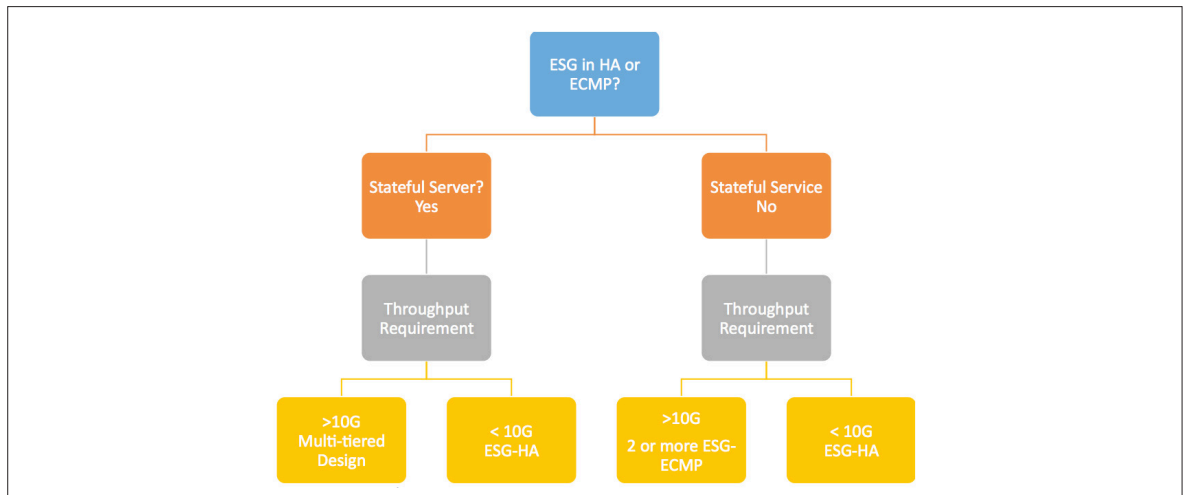 ESG in HA or
ECMP?
Stateful Server?
Yes
Stateful Service
No
Throughput
Requirement
Throughput
Requirement
>10G
Multi-tiered
Design
< 10G
ESG-HA
>10G
2 or more ESG-
ECMP
< 10G
ESG-HA